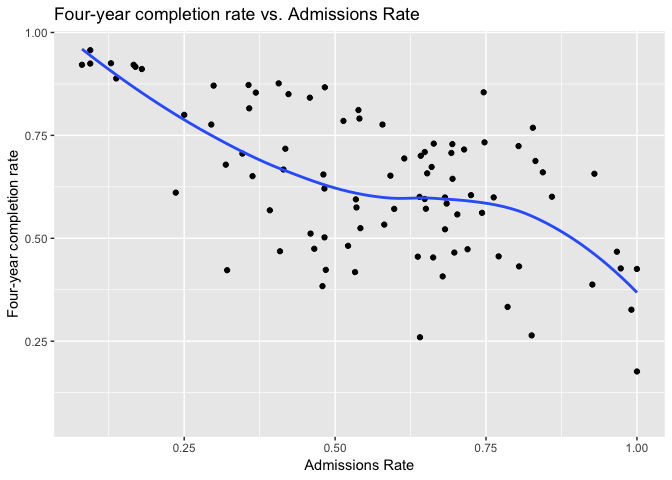 Four-year completion rate vs. Admissions Rate
1.00
0.75
0.50
0.25
Four-year completion rate
0.25 0.50 0.75 1.00
Admissions Rate